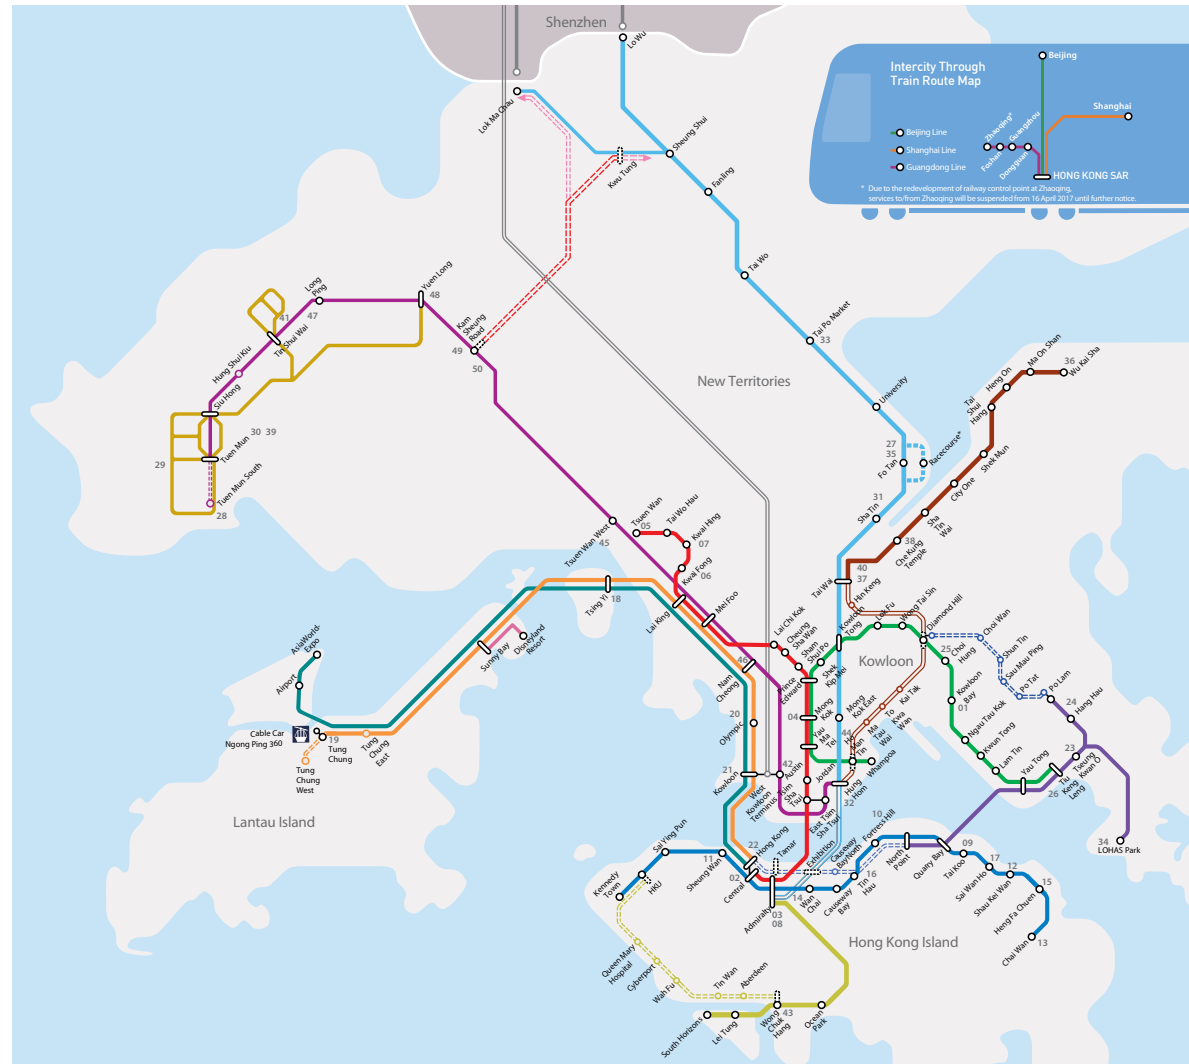 Shenzhen
Lo Wu
Intercity Through
Train Route Map
Beijing
Shanghai
Zhaoqing*
Guangzhou
Foshan
Dongguan
Beijing Line
Shanghai Line
Guangdong Line
HONG KONG SAR
* Due to the redevelopment of railway control point at Zhaoqing,
services to/from Zhaoqing will be suspended from 16 April 2017 until further notice.
Lok Ma Chau
Sheung Shui
Kwu Tung
Fanling
Tai Wo
Tai Po Market
33
New Territories
University
Long
Ping
47
Yuen Long
48
41
Tin Shui Wai
Kam
Sheung
Road
49
50
Hung Shui Kiu
Siu Hong
30 39
Tuen Mun
29
Tuen Mun South
28
27
35
Fo Tan
Racecourse*
Tai
Shui
Hang
Heng On
Ma On Shan
36
Wu Kai Sha
Shek Mun
City One
Sha
Tin
Wai
38
Che Kung
Temple
31
Sha Tin
40
37
Tai Wai
Hin Keng
Tsuen Wan West
45
Tsuen Wan
05
Tai Wo Hau
Kwai Hing
07
Kwai Fong
06
Tsing Yi
18
Lai King
Mei Foo
Lai Chi Kok
Cheung
Sha Wan
Sham
Shui Po
Shek
Kip Mei
Kowloon
Tong
Lok Fu
Wong Tai Sin
Diamond Hill
Choi Wan
Shun Tin
Sau Mau Ping
Po Tat
Po Lam
24
Hang Hau
25
Choi
Hung
Kowloon
Kowloon
Bay
01
Ngau Tau Kok
Kwun Tong
Lam Tin
Yau Tong
26
Tiu
Keng
Leng
23
Tseung
Kwan O
34
LOHAS Park
AsiaWorld-
Expo
Airport
Cable Car
Ngong Ping 360
19
Tung
Chung
Tung
Chung
East
Tung
Chung
West
Sunny Bay
Disneyland
Resort
Lantau Island
46
Nam
Cheong
20
Olympic
21
Kowloon
Prince
Edward
04
Mong
Kok
Yau
Ma
Tei
Mong
Kok East
44
Ho
Man
Tin
Ma
Tau
Wai
To
Kwa
Wan
Kai Tak
Whampoa
42
Austin
Jordan
West
Kowloon
Terminus
Tsim
Sha
Tsui
East Tsim
Sha Tsui
Hung
Hom
32
22
Hong Kong
Tamar
Exhibition
Causeway
Bay North
10
Fortress Hill
North
Point
Quarry Bay
Tai Koo
09
17
Sai Wan Ho
12
Shau Kei Wan
15
Heng Fa Chuen
Chai Wan
13
Kennedy
Town
HKU
Sai Ying Pun
11
Sheung Wan
02
Central
Admiralty
03
08
14
Wan
Chai
Causeway
Bay
Tin
Hau
16
Hong Kong Island
Queen Mary
Hospital
Cyberport
Wah Fu
Tin Wan
Aberdeen
South Horizons
Lei Tung
Wong
Chuk
Hang
43
Ocean
Park